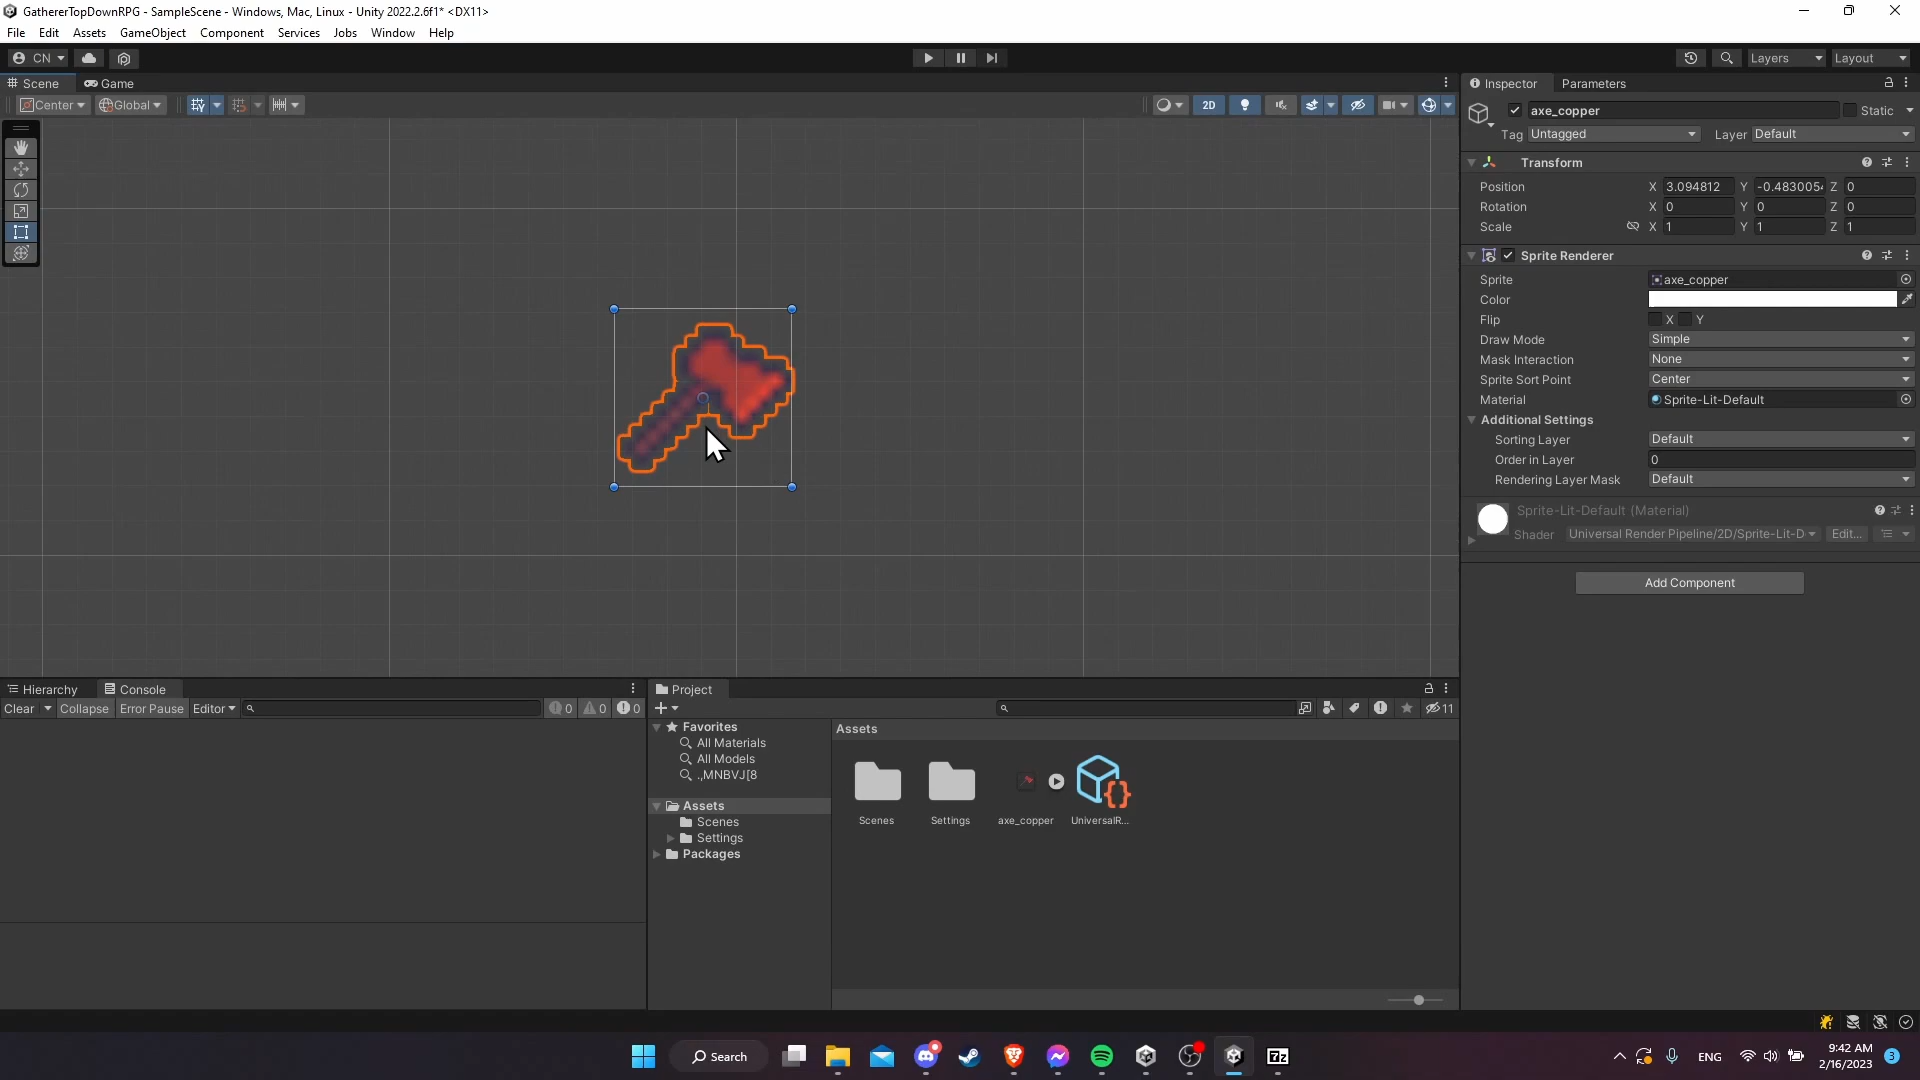 GathererTopDownRPG - SampleScene - Windows, Mac, Linux - Unity 2022.2.6f1* <DX11>
File Edit Assets GameObject Component Services Jobs Window Help
CN Layers Layout
Scene Game
Center Global 2D
Inspector Parameters
axe_copper Static
Tag Untagged Layer Default
Transform
Position X 3.094812 Y -0.4830054 Z 0
Rotation X 0 Y 0 Z 0
Scale X 1 Y 1 Z 1
Sprite Renderer
Sprite axe_copper
Color
Flip X Y
Draw Mode Simple
Mask Interaction None
Sprite Sort Point Center
Material Sprite-Lit-Default
Additional Settings
Sorting Layer Default
Order in Layer 0
Rendering Layer Mask Default
Sprite-Lit-Default (Material)
Shader Universal Render Pipeline/2D/Sprite-Lit-D Edit...
Add Component
Hierarchy Console
Clear Collapse Error Pause Editor 0 0 0
Project
11
Favorites
All Materials
All Models
.,MNBVJ[8
Assets
Scenes
Settings
Packages
Assets
Scenes Settings axe_copper UniversalR...
Search
7z
ENG
9:42 AM
2/16/2023
3